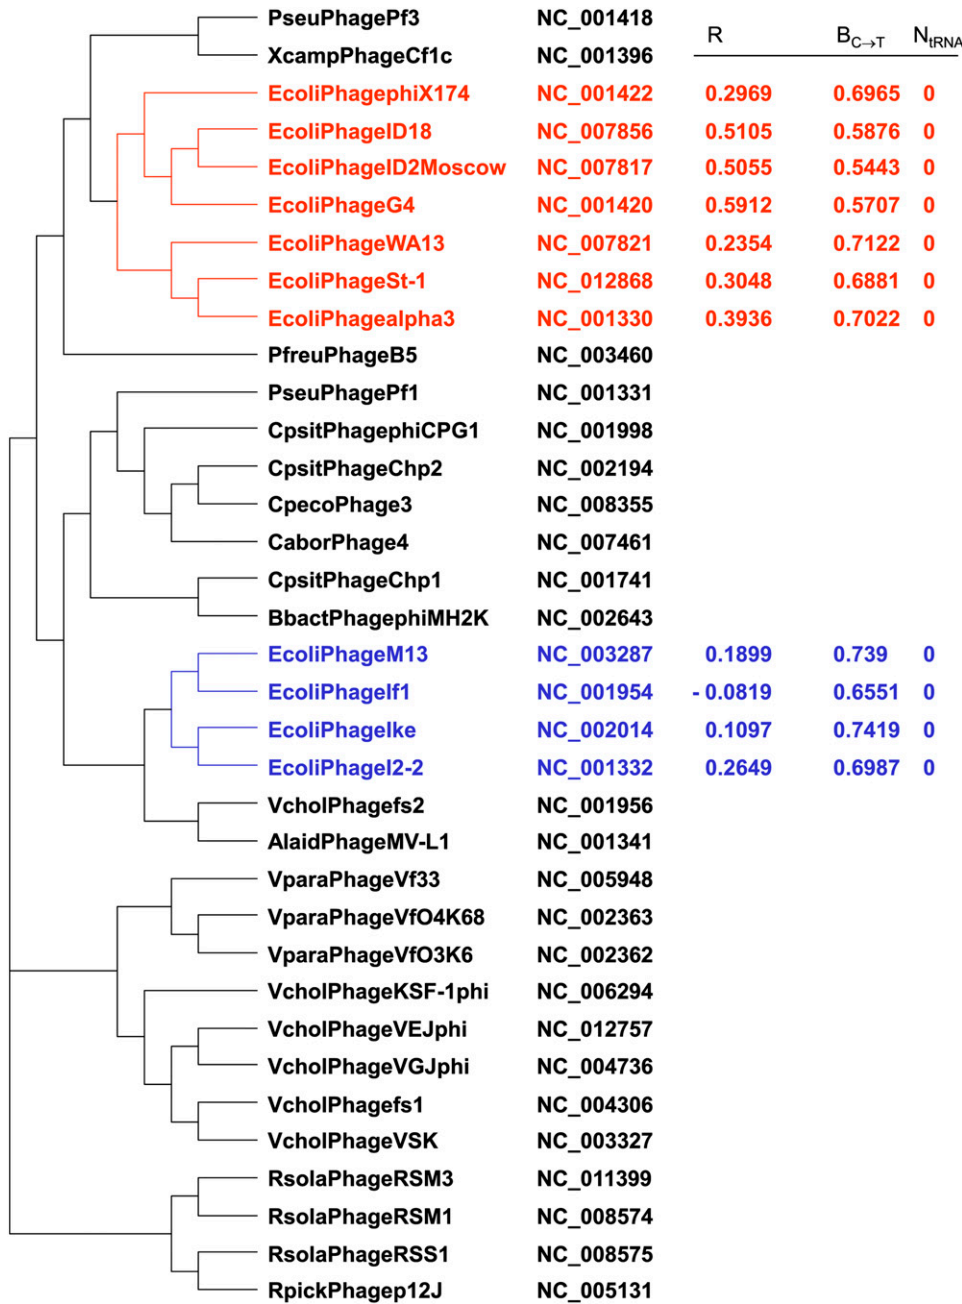 PseuPhagePf3 NC_001418
R B_C→T N_tRNA
XcampPhageCf1c NC_001396
EcoliPhagephiX174 NC_001422 0.2969 0.6965 0
EcoliPhageID18 NC_007856 0.5105 0.5876 0
EcoliPhageID2Moscow NC_007817 0.5055 0.5443 0
EcoliPhageG4 NC_001420 0.5912 0.5707 0
EcoliPhageWA13 NC_007821 0.2354 0.7122 0
EcoliPhageSt-1 NC_012868 0.3048 0.6881 0
EcoliPhagealpha3 NC_001330 0.3936 0.7022 0
PfreuPhageB5 NC_003460
PseuPhagePf1 NC_001331
CpsitPhagephiCPG1 NC_001998
CpsitPhageChp2 NC_002194
CpecoPhage3 NC_008355
CaborPhage4 NC_007461
CpsitPhageChp1 NC_001741
BbactPhagephiMH2K NC_002643
EcoliPhageM13 NC_003287 0.1899 0.739 0
EcoliPhageIf1 NC_001954 - 0.0819 0.6551 0
EcoliPhageIke NC_002014 0.1097 0.7419 0
EcoliPhageI2-2 NC_001332 0.2649 0.6987 0
VcholPhagefs2 NC_001956
AlaidPhageMV-L1 NC_001341
VparaPhageVf33 NC_005948
VparaPhageVfO4K68 NC_002363
VparaPhageVfO3K6 NC_002362
VcholPhageKSF-1phi NC_006294
VcholPhageVEJphi NC_012757
VcholPhageVGJphi NC_004736
VcholPhagefs1 NC_004306
VcholPhageVSK NC_003327
RsolaPhageRSM3 NC_011399
RsolaPhageRSM1 NC_008574
RsolaPhageRSS1 NC_008575
RpickPhagep12J NC_005131